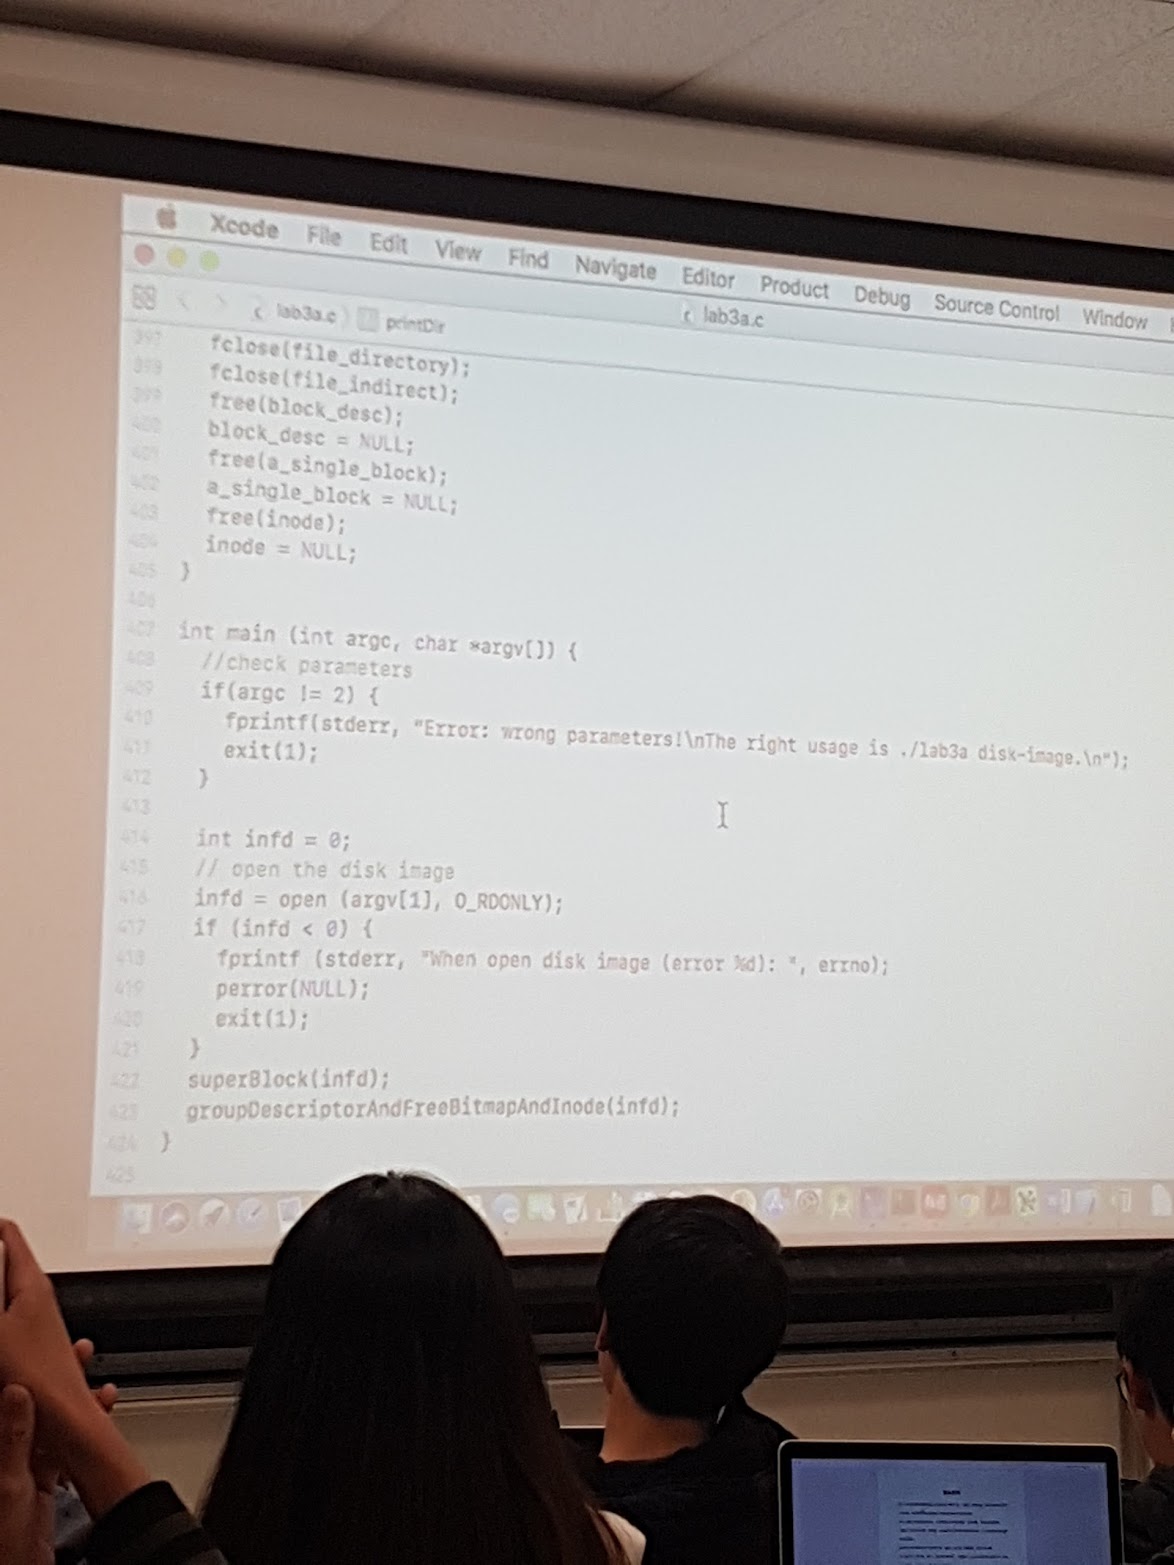 Xcode File Edit View Find Navigate Editor Product Debug Source Control Window
lab3a.c printDir lab3a.c
397 fclose(file_directory);
398 fclose(file_indirect);
399 free(block_desc);
400 block_desc = NULL;
401 free(a_single_block);
402 a_single_block = NULL;
403 free(inode);
404 inode = NULL;
405 }
406
407 int main (int argc, char *argv[]) {
408 //check parameters
409 if(argc != 2) {
410 fprintf(stderr, "Error: wrong parameters!\nThe right usage is ./lab3a disk-image.\n");
411 exit(1);
412 }
413
414 int infd = 0;
415 // open the disk image
416 infd = open (argv[1], O_RDONLY);
417 if (infd < 0) {
418 fprintf (stderr, "When open disk image (error %d): ", errno);
419 perror(NULL);
420 exit(1);
421 }
422 superBlock(infd);
423 groupDescriptorAndFreeBitmapAndInode(infd);
424 }
425